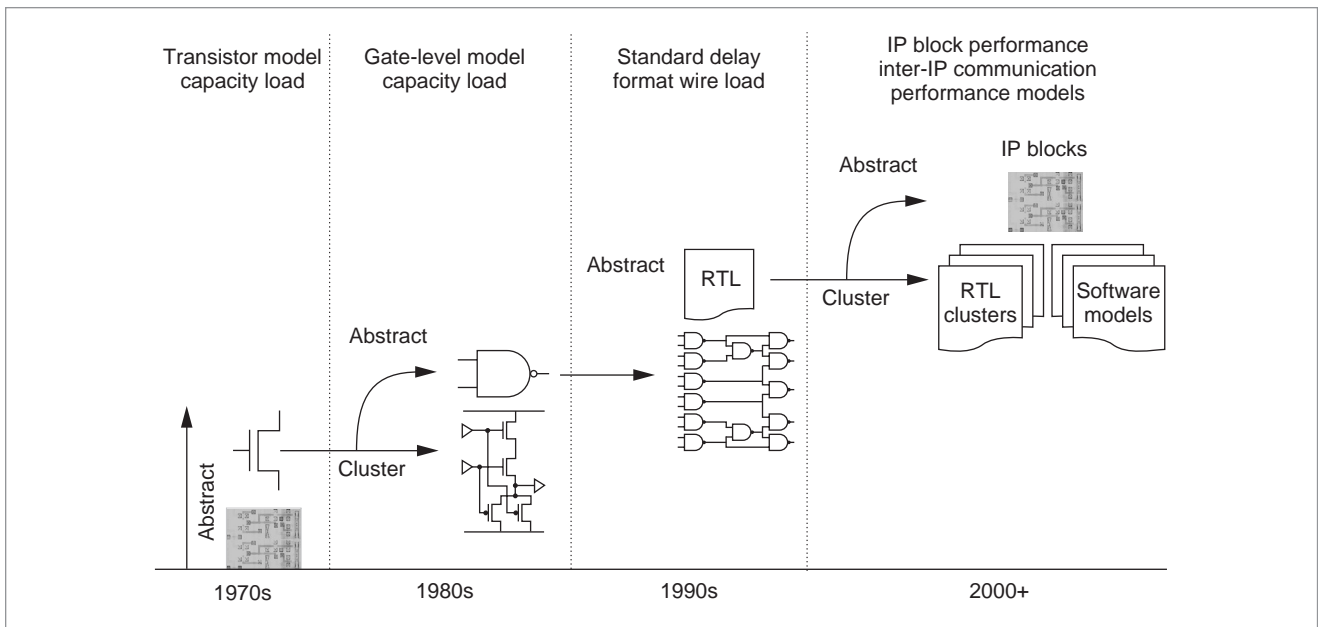 Transistor model
capacity load
Gate-level model
capacity load
Standard delay
format wire load
IP block performance
inter-IP communication
performance models
Abstract
IP blocks
Abstract
RTL
Cluster
RTL
clusters
Software
models
Abstract
Cluster
Abstract
1970s
1980s
1990s
2000+